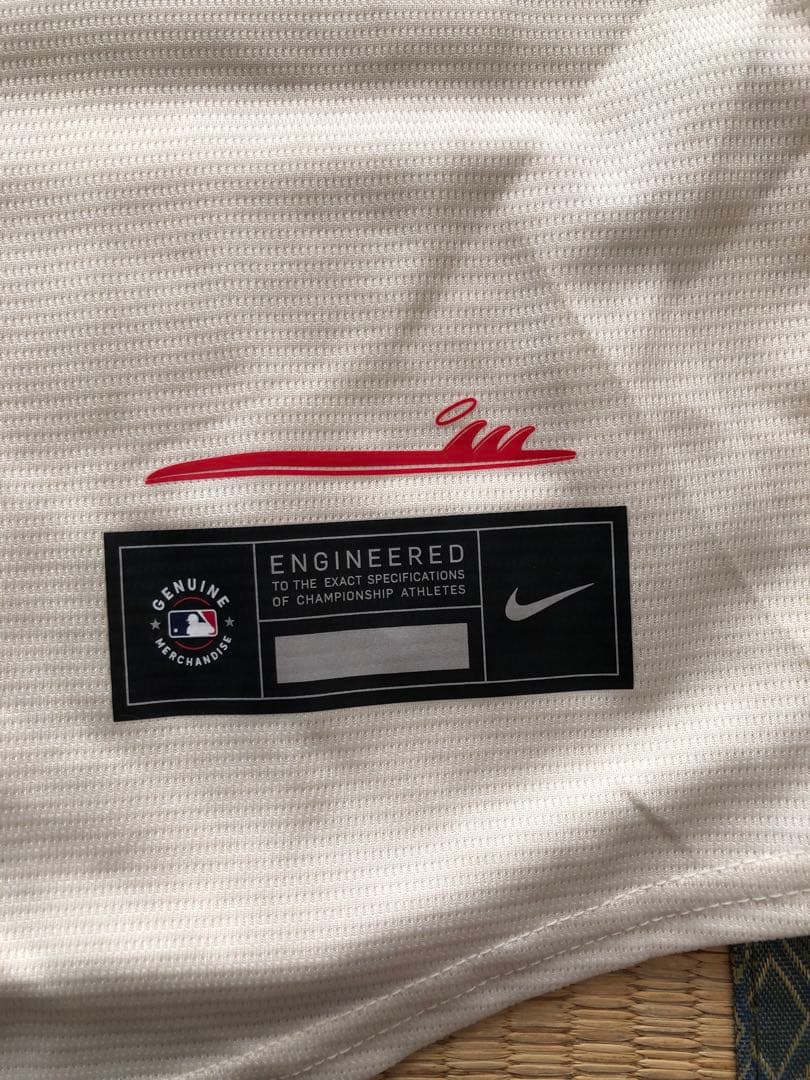 GENUINE
MERCHANDISE
ENGINEERED
TO THE EXACT SPECIFICATIONS
OF CHAMPIONSHIP ATHLETES